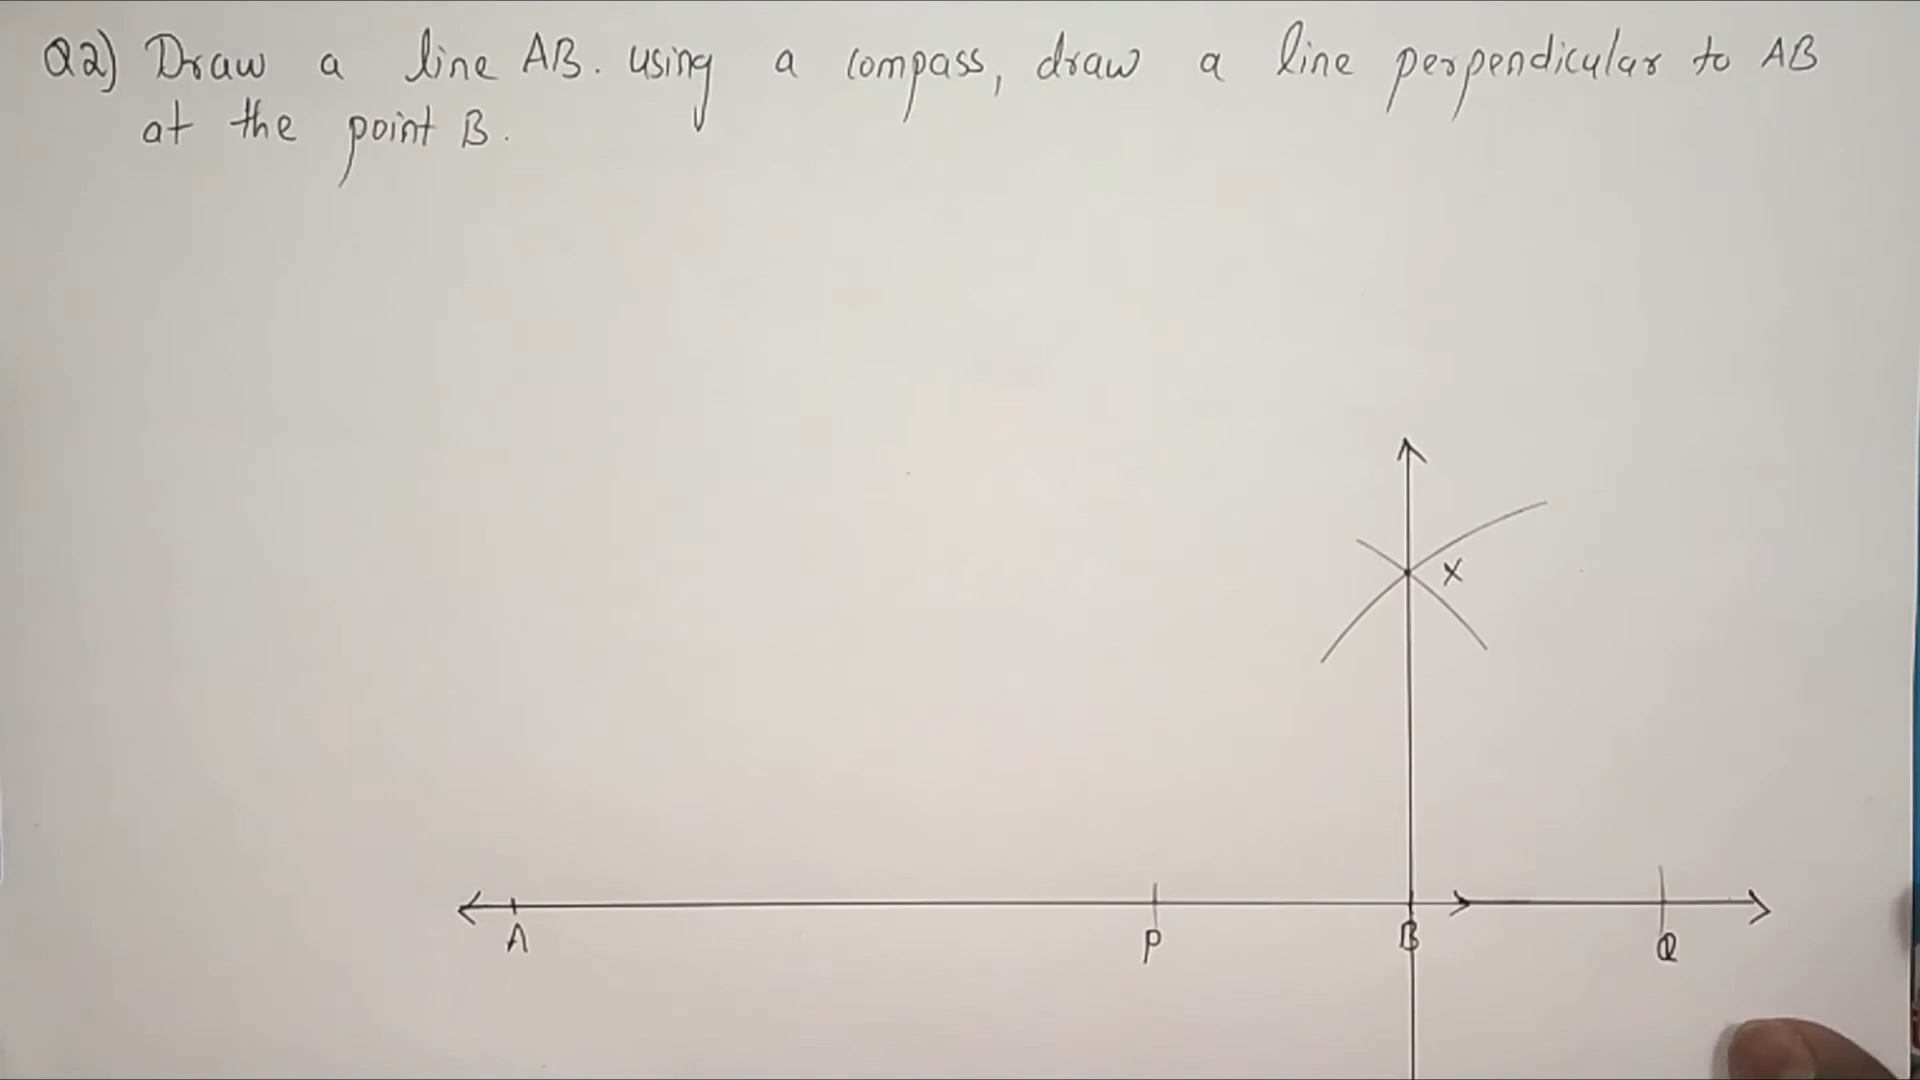 Q2) Draw a line AB. using a compass, draw a line perpendicular to AB
at the point B.
X
A P B Q